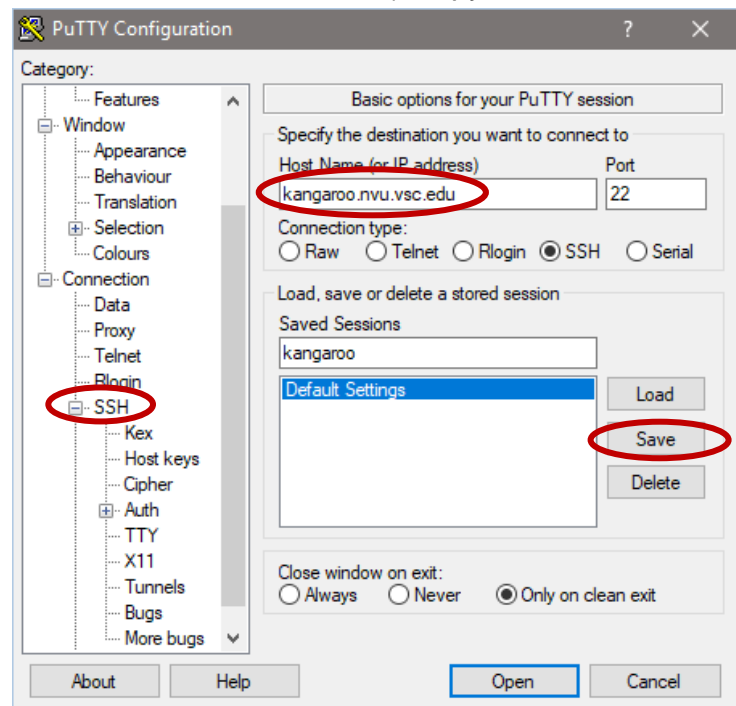 PuTTY Configuration ? ×
Category:
Features
Window
Appearance
Behaviour
Translation
Selection
Colours
Connection
Data
Proxy
Telnet
Rlogin
SSH
Kex
Host keys
Cipher
Auth
TTY
X11
Tunnels
Bugs
More bugs
Basic options for your PuTTY session
Specify the destination you want to connect to
Host Name (or IP address) Port
kangaroo.nvu.vsc.edu 22
Connection type:
Raw Telnet Rlogin SSH Serial
Load, save or delete a stored session
Saved Sessions
kangaroo
Default Settings
Load
Save
Delete
Close window on exit:
Always Never Only on clean exit
About Help Open Cancel